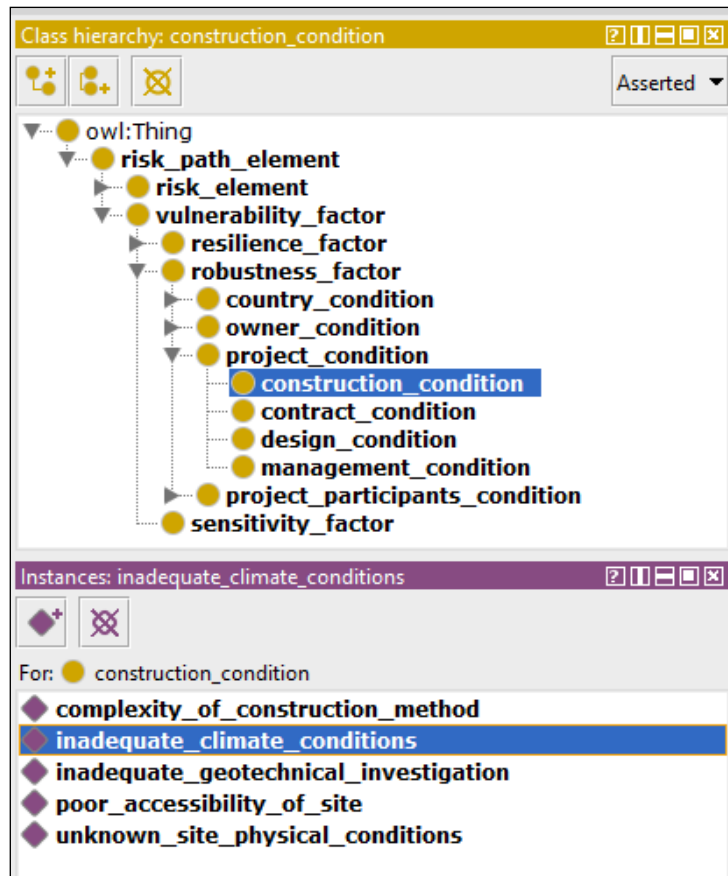 Class hierarchy: construction_condition
Asserted
owl:Thing
risk_path_element
risk_element
vulnerability_factor
resilience_factor
robustness_factor
country_condition
owner_condition
project_condition
construction_condition
contract_condition
design_condition
management_condition
project_participants_condition
sensitivity_factor
Instances: inadequate_climate_conditions
For: construction_condition
complexity_of_construction_method
inadequate_climate_conditions
inadequate_geotechnical_investigation
poor_accessibility_of_site
unknown_site_physical_conditions